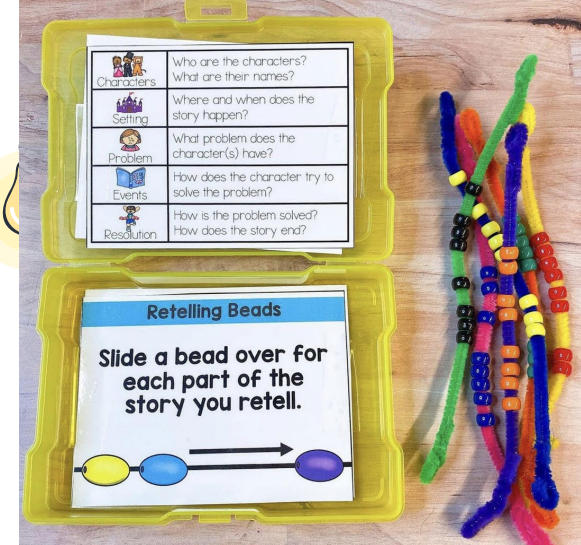 Characters
Who are the characters?
What are their names?
Setting
Where and when does the
story happen?
Problem
What problem does the
character(s) have?
Events
How does the character try to
solve the problem?
Resolution
How is the problem solved?
How does the story end?
Retelling Beads
Slide a bead over for
each part of the
story you retell.